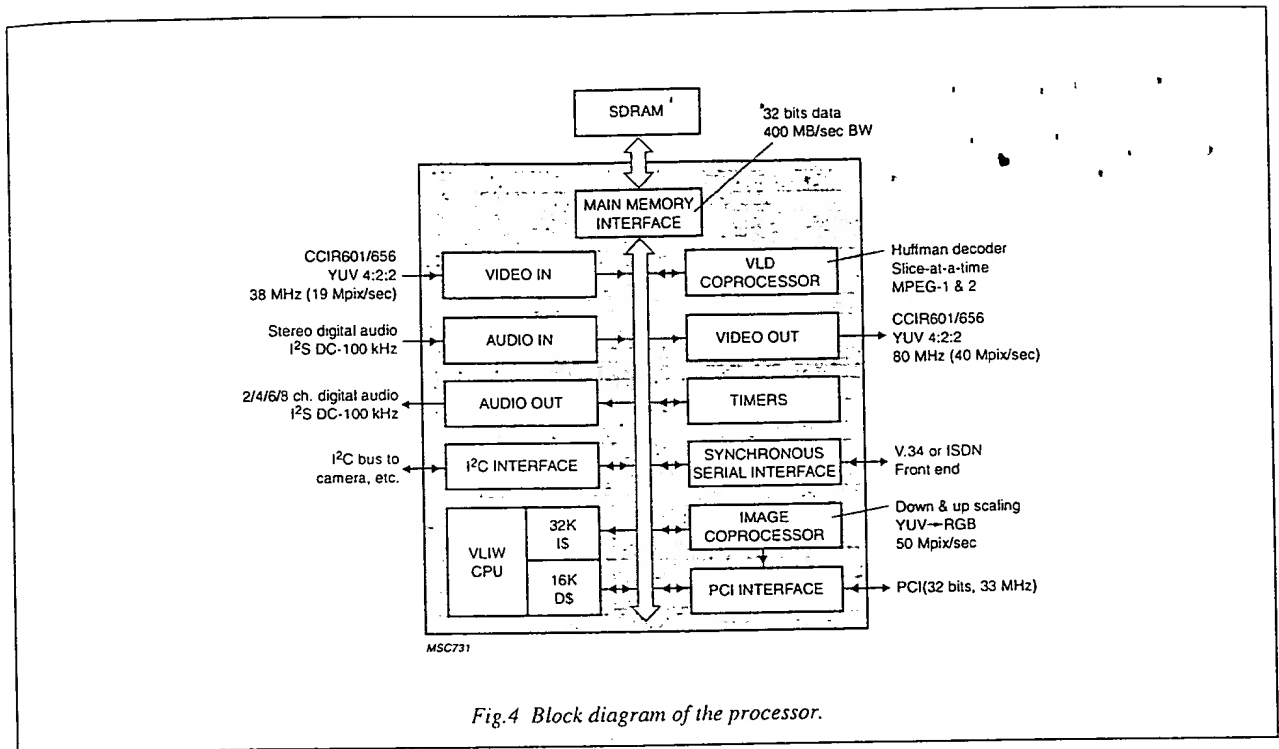 SDRAM
32 bits data
400 MB/sec BW
MAIN MEMORY
INTERFACE
CCIR601/656
YUV 4:2:2
38 MHz (19 Mpix/sec)
VIDEO IN
VLD
COPROCESSOR
Huffman decoder
Slice-at-a-time
MPEG-1 & 2
Stereo digital audio
I²S DC-100 kHz
AUDIO IN
VIDEO OUT
CCIR601/656
YUV 4:2:2
80 MHz (40 Mpix/sec)
2/4/6/8 ch. digital audio
I²S DC-100 kHz
AUDIO OUT
TIMERS
I²C bus to
camera, etc.
I²C INTERFACE
SYNCHRONOUS
SERIAL INTERFACE
V.34 or ISDN
Front end
VLIW
CPU
32K
I$
16K
D$
IMAGE
COPROCESSOR
Down & up scaling
YUV→RGB
50 Mpix/sec
PCI INTERFACE
PCI(32 bits, 33 MHz)
MSC731
Fig.4 Block diagram of the processor.